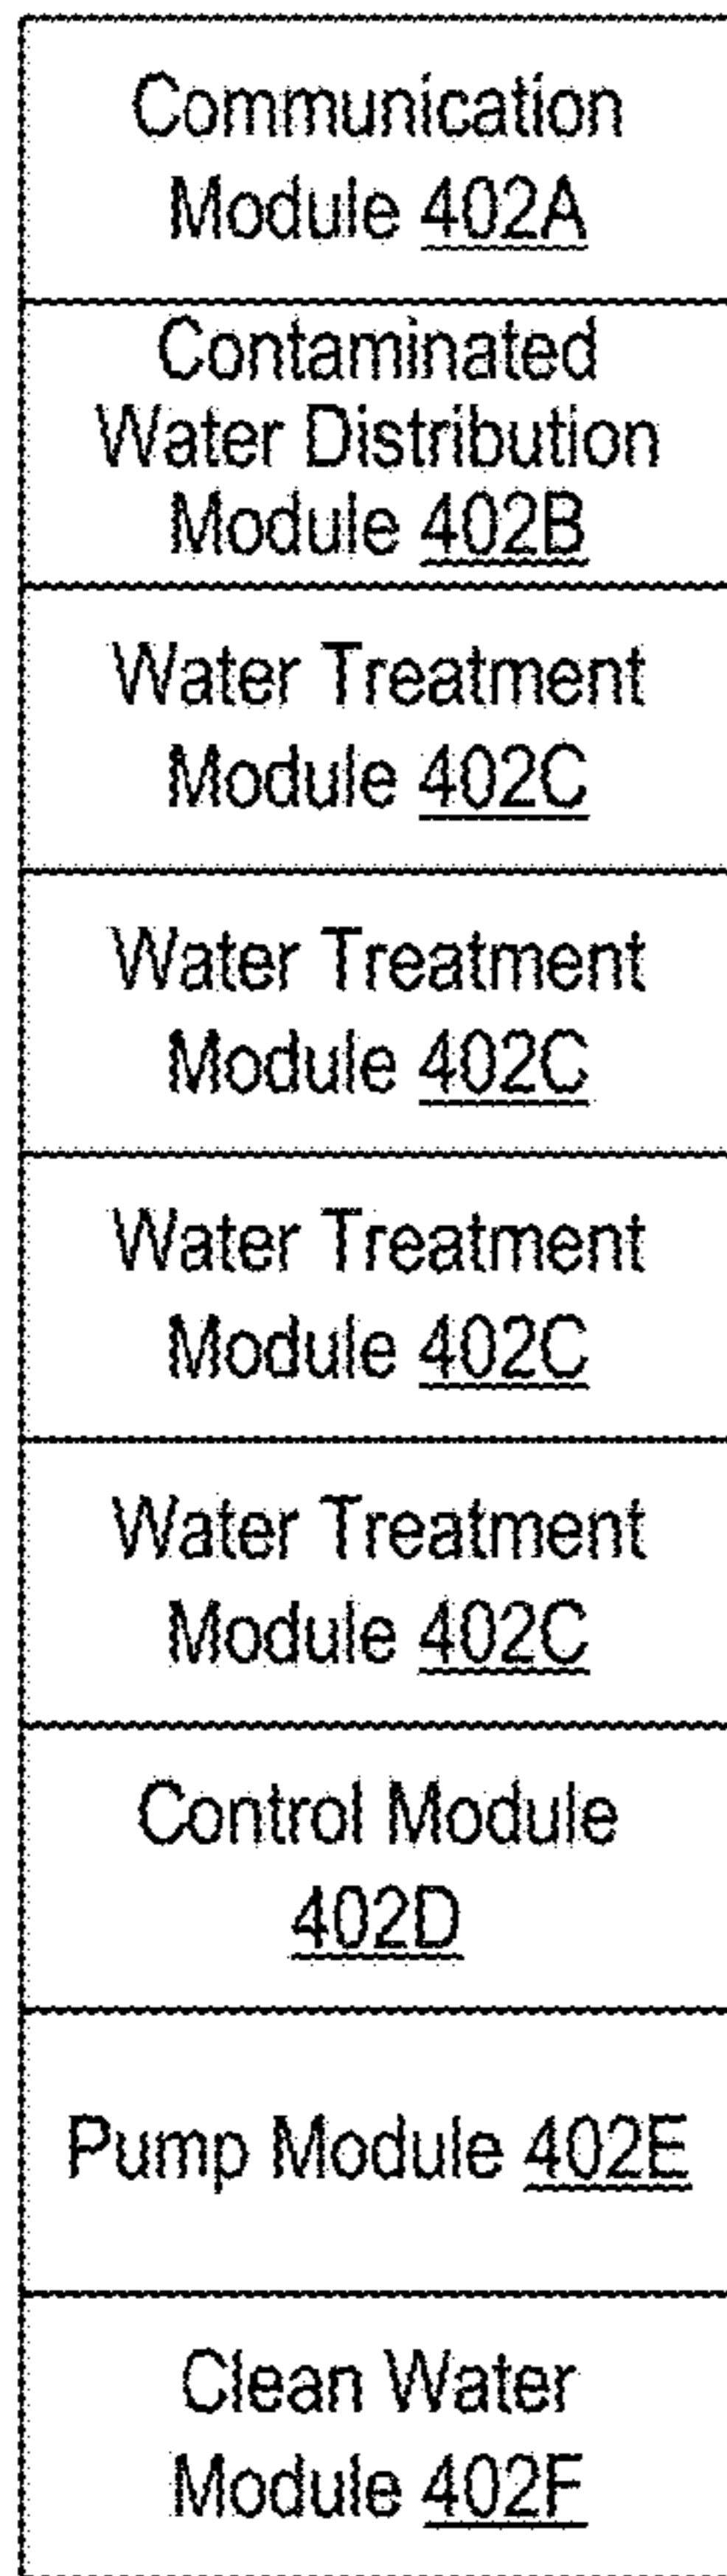 Communication
Module 402A
Contaminated
Water Distribution
Module 402B
Water Treatment
Module 402C
Water Treatment
Module 402C
Water Treatment
Module 402C
Water Treatment
Module 402C
Control Module
402D
Pump Module 402E
Clean Water
Module 402F